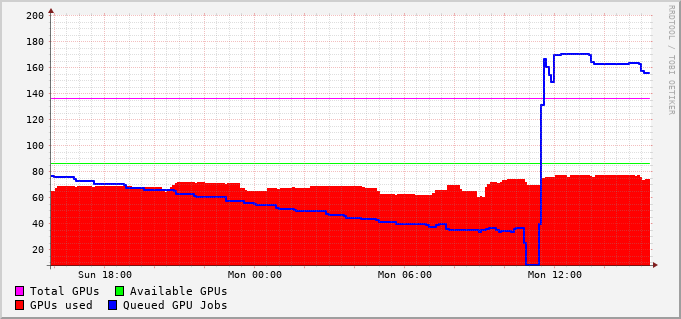 200
180
160
140
120
100
80
60
40
20
Sun 18:00 Mon 00:00 Mon 06:00 Mon 12:00
Total GPUs Available GPUs
GPUs used Queued GPU Jobs
RRDTOOL / TOBI OETIKER